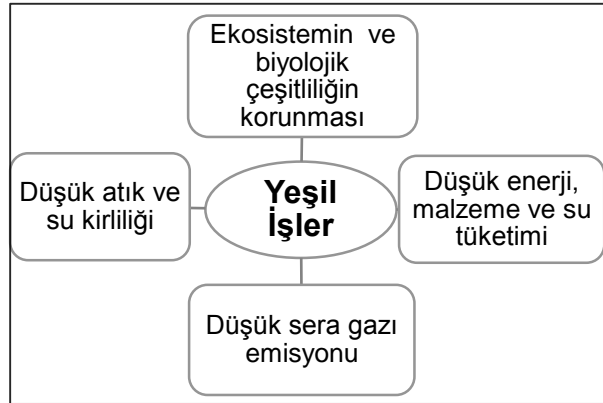 Ekosistemin ve
biyolojik
çeşitliliğin
korunması
Düşük atık ve
su kirliliği
Yeşil
İşler
Düşük enerji,
malzeme ve su
tüketimi
Düşük sera gazı
emisyonu